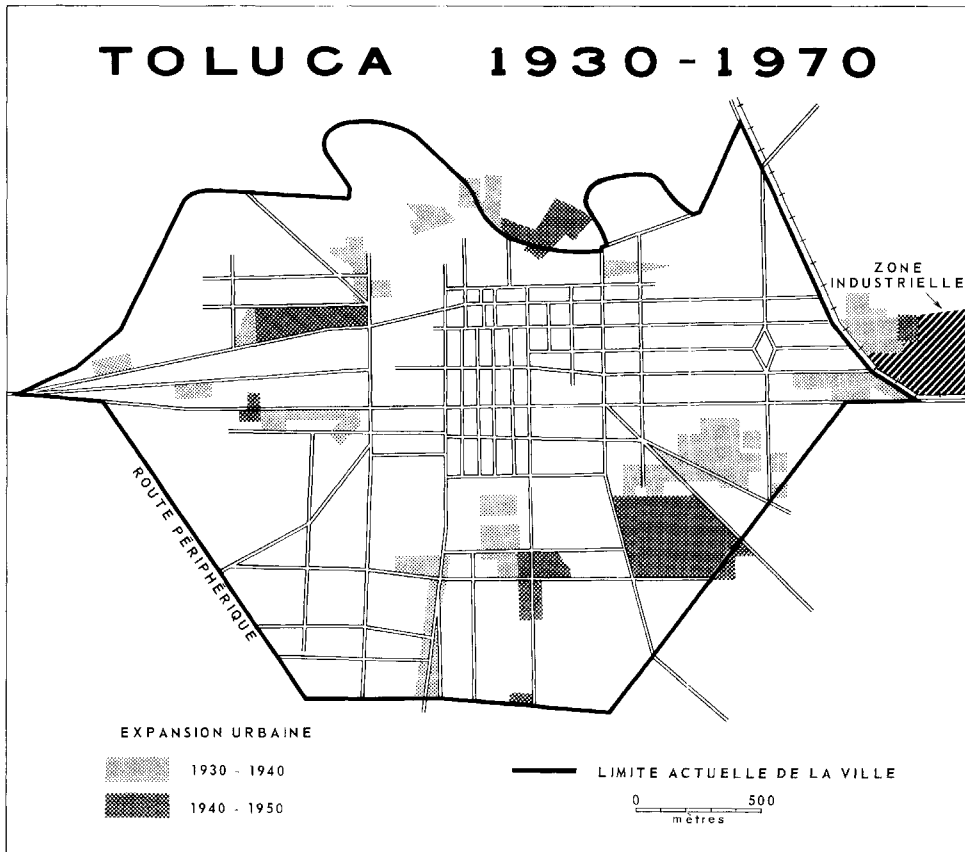 TOLUCA 1930-1970
ZONE
INDUSTRIELLE
ROUTE PÉRIPHÉRIQUE
EXPANSION URBAINE
1930 - 1940
1940 - 1950
LIMITE ACTUELLE DE LA VILLE
0 500
mètres